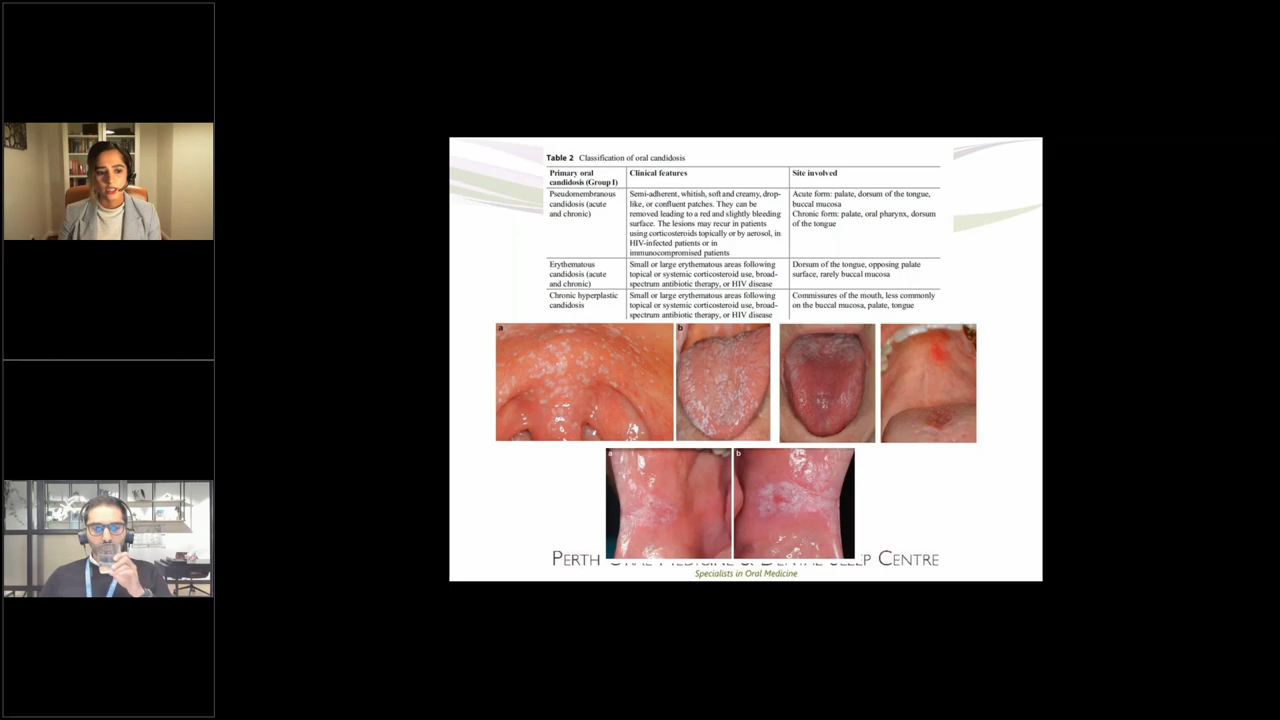 Table 2 Classification of oral candidosis
Primary oral candidosis (Group I)
Clinical features
Site involved
Pseudomembranous candidosis (acute and chronic)
Semi-adherent, whitish, soft and creamy, drop-
like, or confluent patches. They can be
removed leading to a red and slightly bleeding
surface. The lesions may recur in patients
using corticosteroids topically or by aerosol, in
HIV-infected patients or in
immunocompromised patients
Acute form: palate, dorsum of the tongue,
buccal mucosa
Chronic form: palate, oral pharynx, dorsum
of the tongue
Erythematous candidosis (acute and chronic)
Small or large erythematous areas following
topical or systemic corticosteroid use, broad-
spectrum antibiotic therapy, or HIV disease
Dorsum of the tongue, opposing palate
surface, rarely buccal mucosa
Chronic hyperplastic candidosis
Small or large erythematous areas following
topical or systemic corticosteroid use, broad-
spectrum antibiotic therapy, or HIV disease
Commissures of the mouth, less commonly
on the buccal mucosa, palate, tongue
a
b
a
b
PERTH ORAL MEDICINE & DENTAL SLEEP CENTRE
Specialists in Oral Medicine